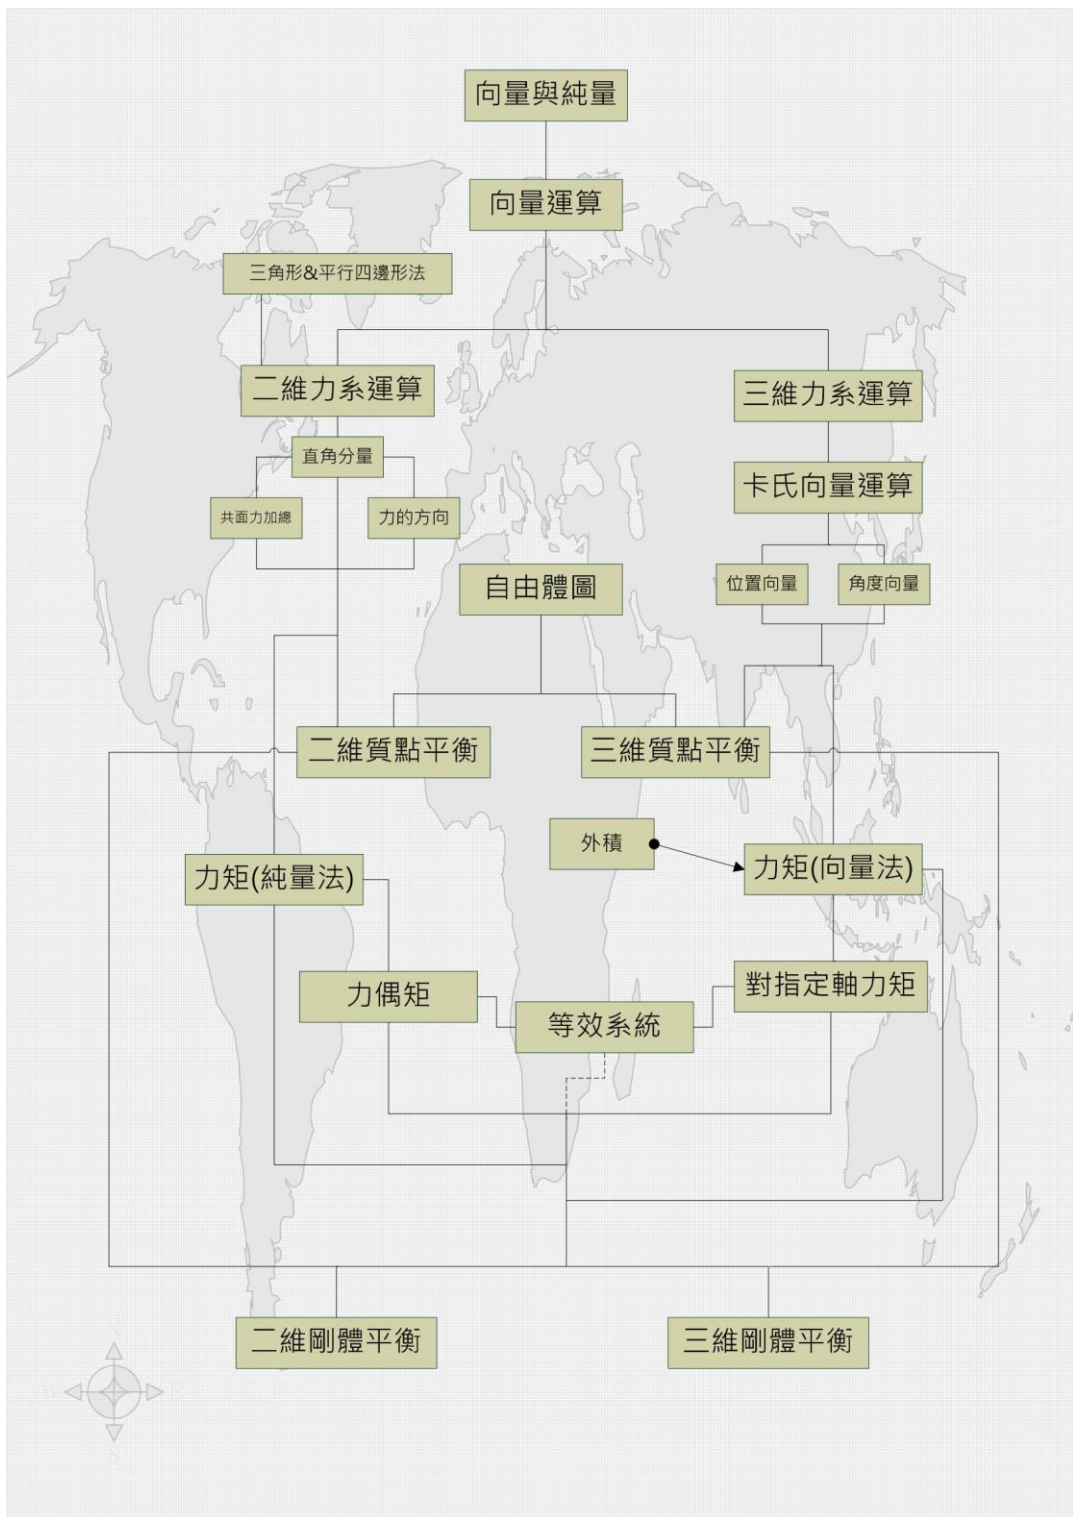 向量與純量
向量運算
三角形&平行四邊形法
二維力系運算
三維力系運算
直角分量
卡氏向量運算
共面力加總
力的方向
自由體圖
位置向量
角度向量
二維質點平衡
三維質點平衡
外積
力矩(純量法)
力矩(向量法)
力偶矩
對指定軸力矩
等效系統
二維剛體平衡
三維剛體平衡
N
W
E
S